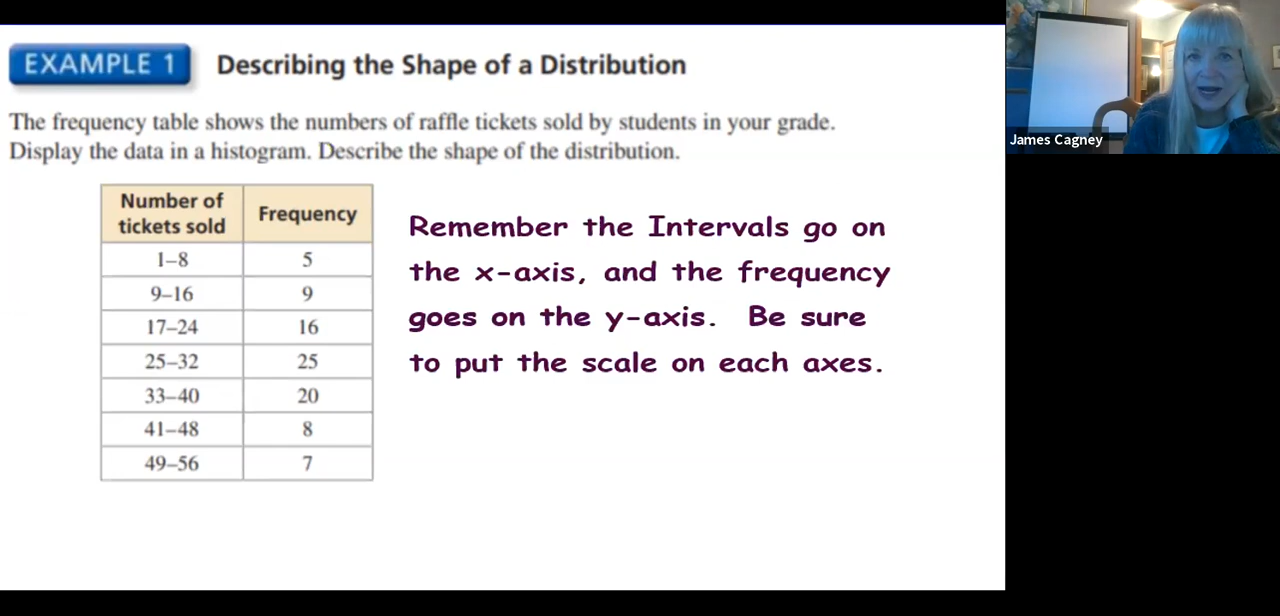 EXAMPLE 1 Describing the Shape of a Distribution
The frequency table shows the numbers of raffle tickets sold by students in your grade.
Display the data in a histogram. Describe the shape of the distribution.
Number of
tickets sold
Frequency
1–8 5
9–16 9
17–24 16
25–32 25
33–40 20
41–48 8
49–56 7
Remember the Intervals go on
the x-axis, and the frequency
goes on the y-axis. Be sure
to put the scale on each axes.
James Cagney